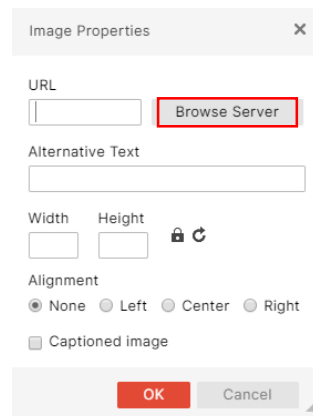 Image Properties
URL
Browse Server
Alternative Text
Width Height
Alignment
None Left Center Right
Captioned image
OK Cancel